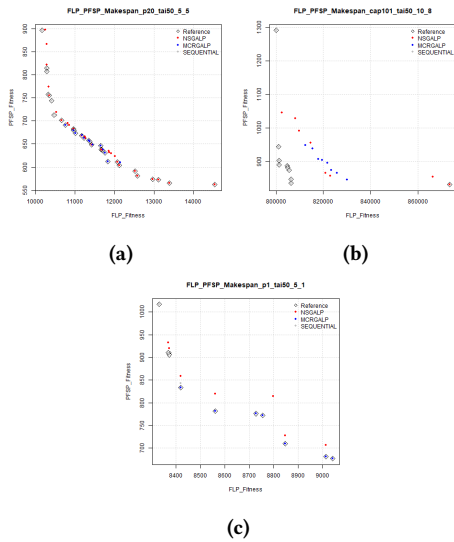 FLP_PFSP_Makespan_p20_tai50_5_5
Reference
NSGALP
MCRGALP
SEQUENTIAL
PFSP_Fitness
900
850
800
750
700
650
600
550
10000
11000
12000
13000
14000
FLP_Fitness
(a)
FLP_PFSP_Makespan_cap101_tai50_10_8
Reference
NSGALP
MCRGALP
SEQUENTIAL
PFSP_Fitness
1300
1200
1100
1000
900
800000
820000
840000
860000
FLP_Fitness
(b)
FLP_PFSP_Makespan_p1_tai50_5_1
Reference
NSGALP
MCRGALP
SEQUENTIAL
PFSP_Fitness
1000
950
900
850
800
750
700
8400
8500
8600
8700
8800
8900
9000
FLP_Fitness
(c)